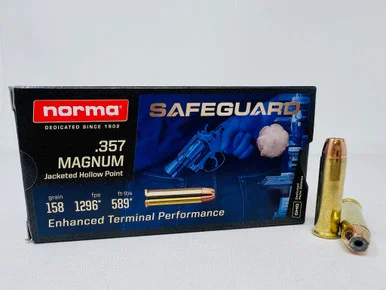 norma
DEDICATED SINCE 1902
SAFEGUARD
.357
MAGNUM
Jacketed Hollow Point
grain fps ft-lbs
158 1296* 589*
Enhanced Terminal Performance